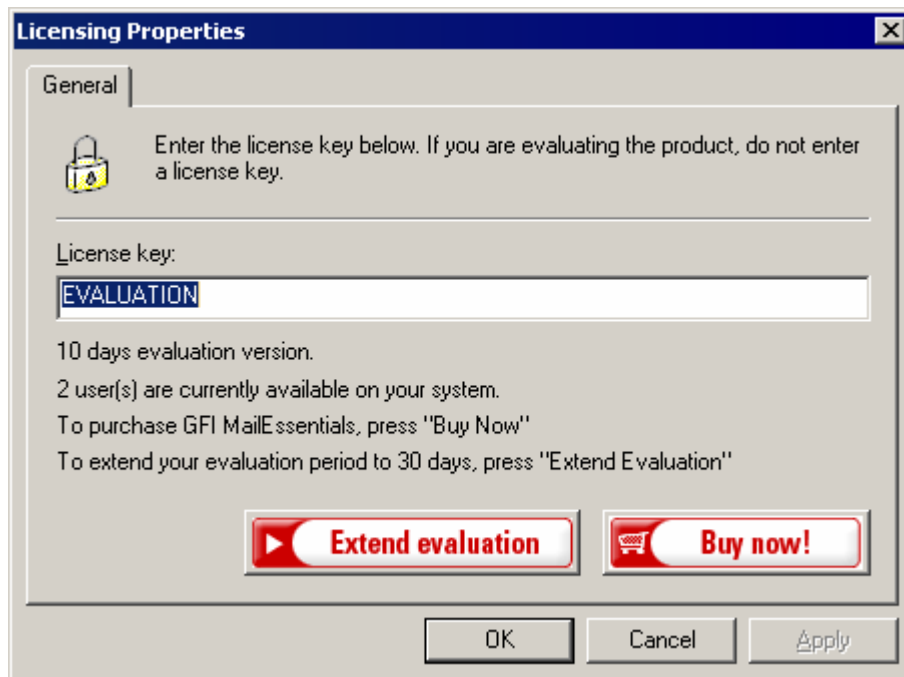 Licensing Properties
General
Enter the license key below. If you are evaluating the product, do not enter
a license key.
License key:
EVALUATION
10 days evaluation version.
2 user(s) are currently available on your system.
To purchase GFI MailEssentials, press "Buy Now"
To extend your evaluation period to 30 days, press "Extend Evaluation"
Extend evaluation
Buy now!
OK
Cancel
Apply